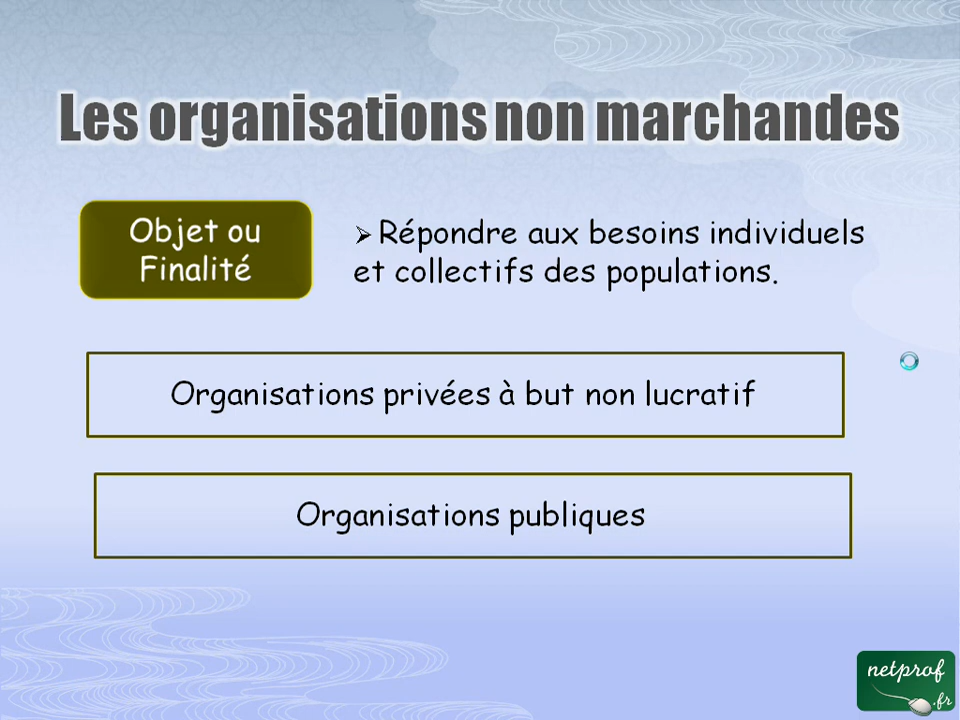 Les organisations non marchandes
Objet ou
Finalité
➢ Répondre aux besoins individuels
et collectifs des populations.
Organisations privées à but non lucratif
Organisations publiques
netprof
.fr